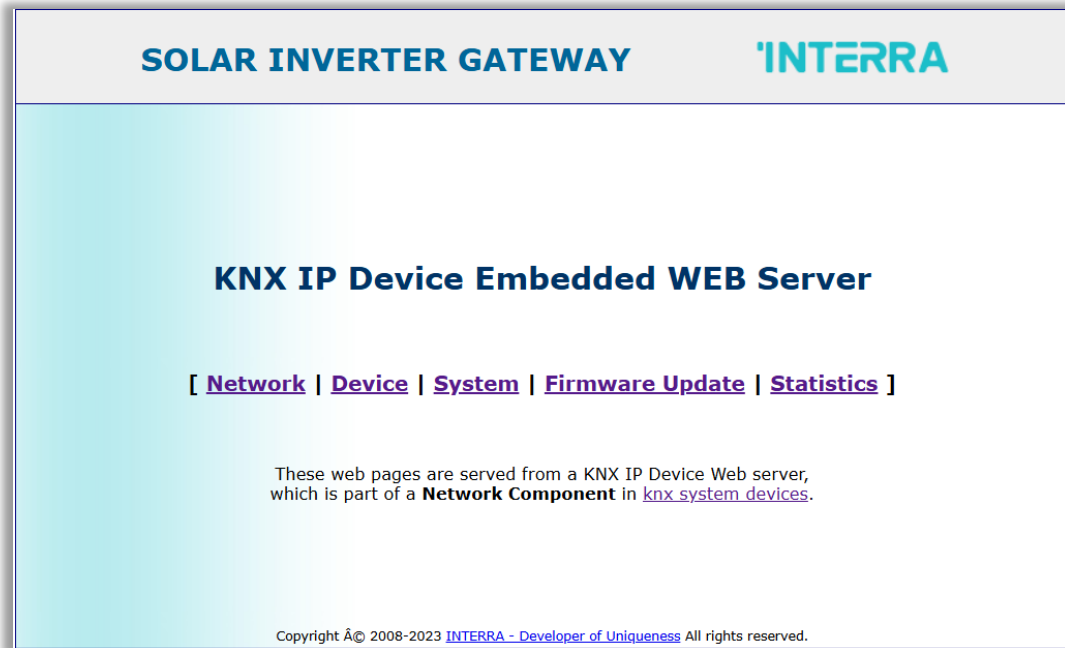 SOLAR INVERTER GATEWAY
INTERRA
KNX IP Device Embedded WEB Server
[ Network | Device | System | Firmware Update | Statistics ]
These web pages are served from a KNX IP Device Web server,
which is part of a Network Component in knx system devices.
Copyright Â© 2008-2023 INTERRA - Developer of Uniqueness All rights reserved.